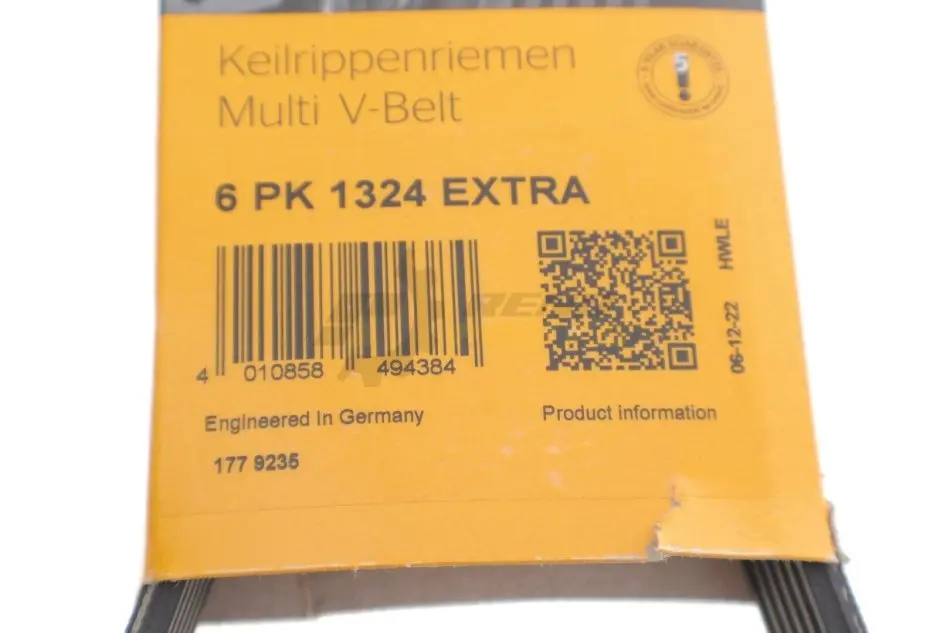 Keilrippenriemen
Multi V-Belt
5
6 PK 1324 EXTRA
4 010858 494384
Engineered In Germany
177 9235
Product information
06-12-22 HWLE